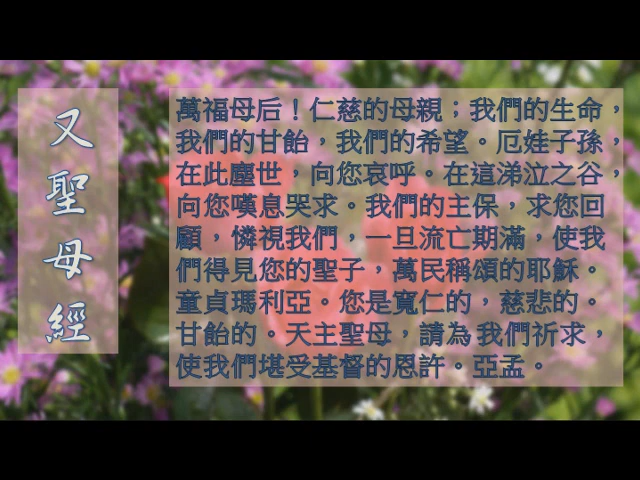 又聖母經
萬福母后！仁慈的母親；我們的生命，
我們的甘飴，我們的希望。厄娃子孫，
在此塵世，向您哀呼。在這涕泣之谷，
向您嘆息哭求。我們的主保，求您回
顧，憐視我們，一旦流亡期滿，使我
們得見您的聖子，萬民稱頌的耶穌。
童貞瑪利亞。您是寬仁的，慈悲的。
甘飴的。天主聖母，請為我們祈求，
使我們堪受基督的恩許。亞孟。